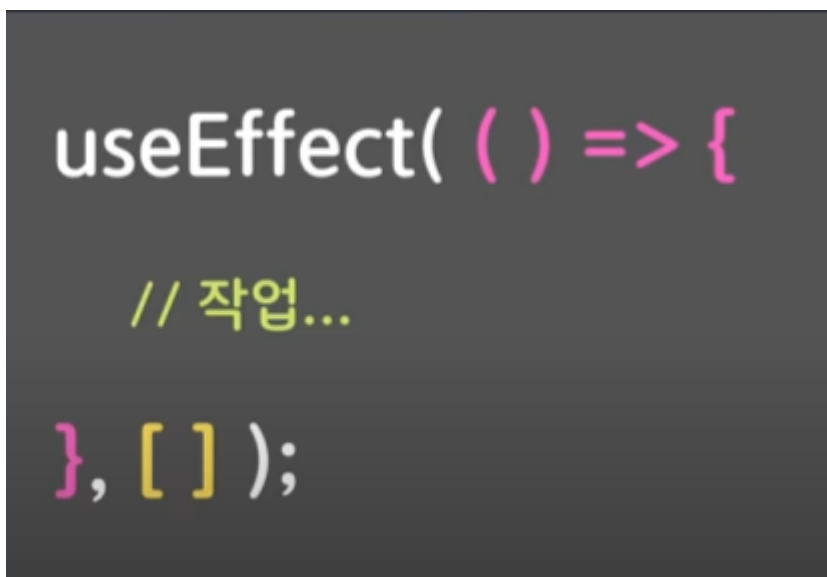 useEffect( ( ) => {
// 작업...
}, [ ] );